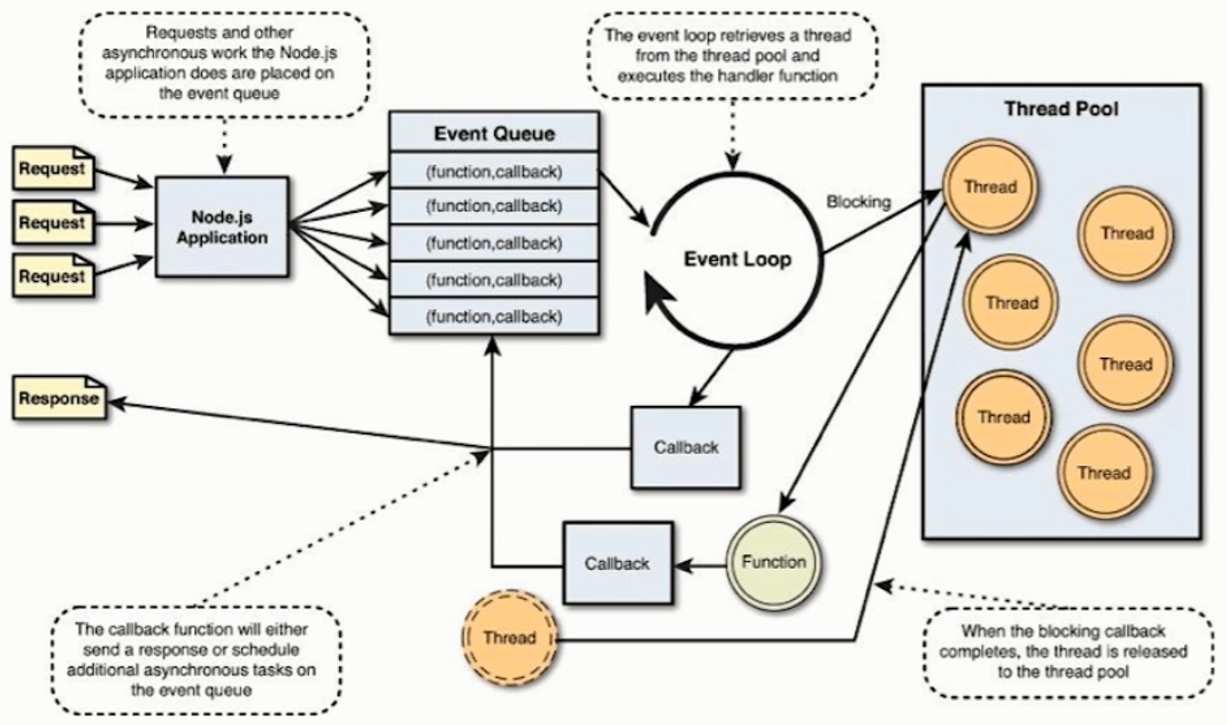 Requests and other
asynchronous work the Node.js
application does are placed on
the event queue
The event loop retrieves a thread
from the thread pool and
executes the handler function
Request
Request
Request
Node.js
Application
Event Queue
(function,callback)
(function,callback)
(function,callback)
(function,callback)
(function,callback)
Event Loop
Blocking
Thread Pool
Thread
Thread
Thread
Thread
Thread
Thread
Response
Callback
Callback
Function
Thread
The callback function will either
send a response or schedule
additional asynchronous tasks on
the event queue
When the blocking callback
completes, the thread is released
to the thread pool